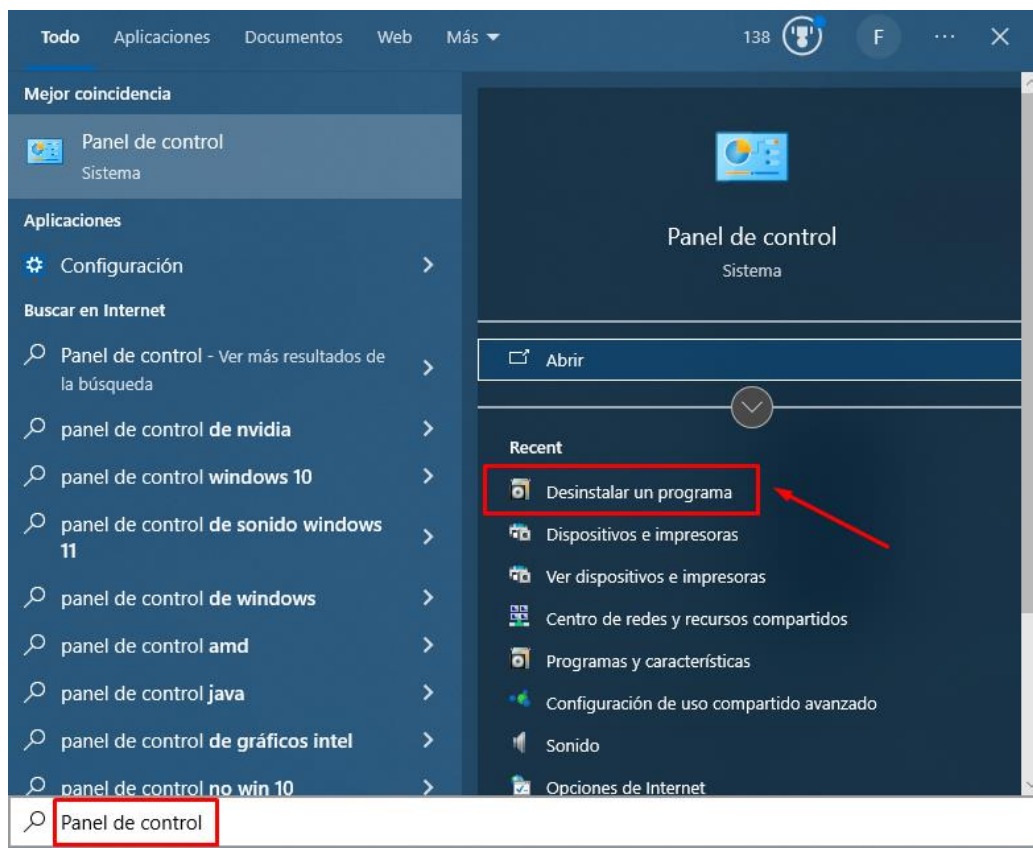 Todo Aplicaciones Documentos Web Más 138 F ...
Mejor coincidencia
Panel de control
Sistema
Aplicaciones
Configuración
Buscar en Internet
Panel de control - Ver más resultados de
la búsqueda
panel de control de nvidia
panel de control windows 10
panel de control de sonido windows
11
panel de control de windows
panel de control amd
panel de control java
panel de control de gráficos intel
panel de control no win 10
Panel de control
Sistema
Abrir
Recent
Desinstalar un programa
Dispositivos e impresoras
Ver dispositivos e impresoras
Centro de redes y recursos compartidos
Programas y características
Configuración de uso compartido avanzado
Sonido
Opciones de Internet
Panel de control